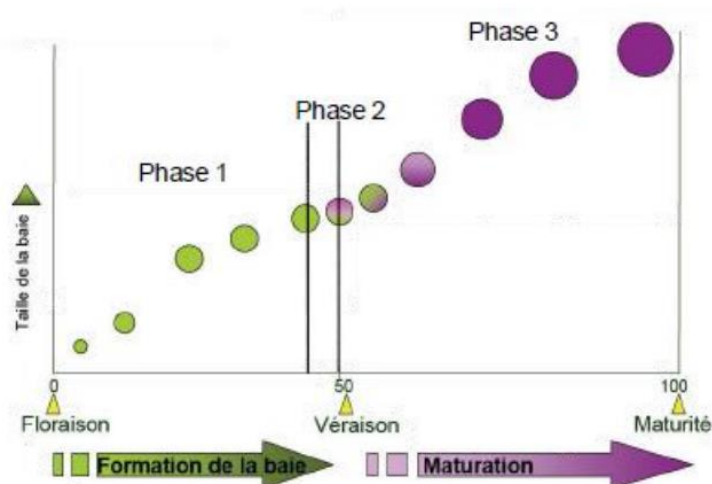 Phase 3
Phase 2
Phase 1
Taille de la baie
0
50
100
Floraison
Véraison
Maturité
Formation de la baie
Maturation